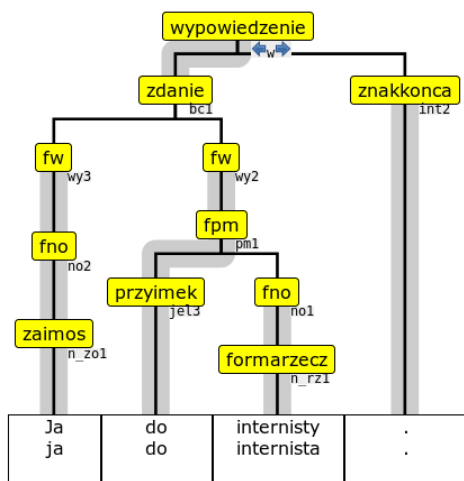 wypowiedzenie
w
zdanie znakkonca
bc1 int2
fw fw
wy3 wy2
fpm
fno pm1
no2
przyimek fno
jel3 no1
zaimos
n_zo1 formarzecz
n_rz1
Ja do internisty .
ja do internista .